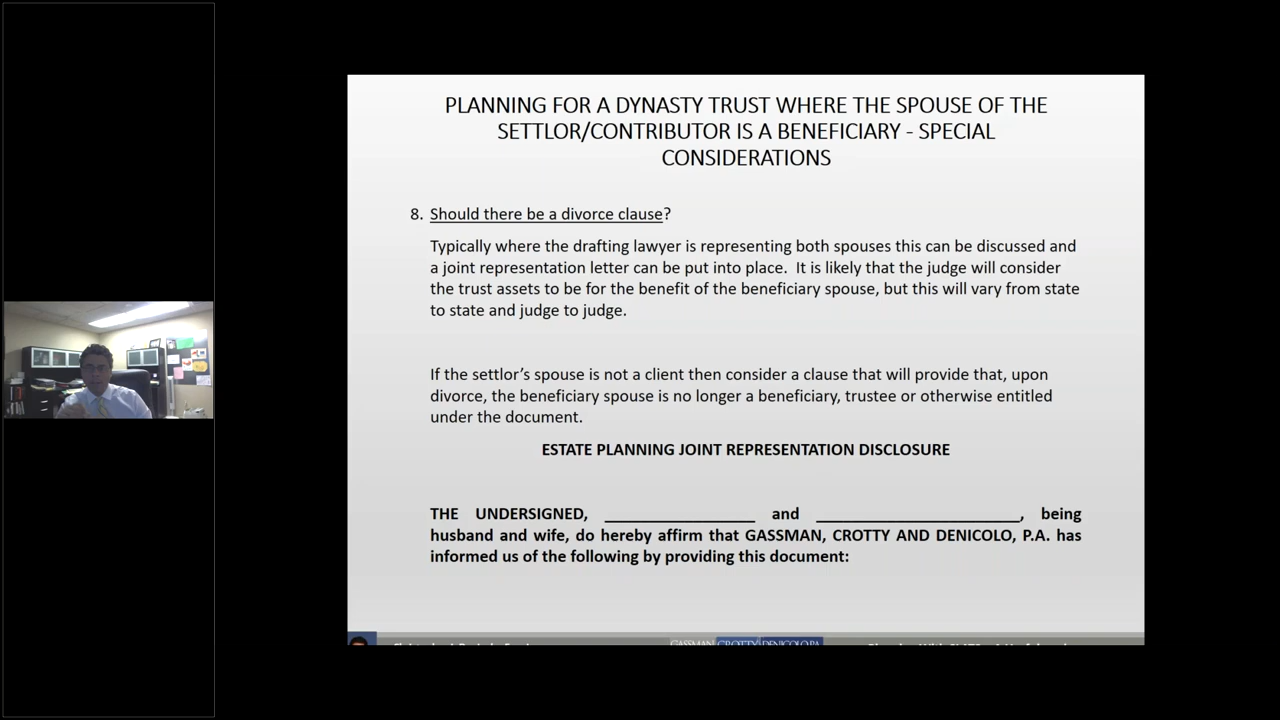 PLANNING FOR A DYNASTY TRUST WHERE THE SPOUSE OF THE
SETTLOR/CONTRIBUTOR IS A BENEFICIARY - SPECIAL
CONSIDERATIONS
8. Should there be a divorce clause?
Typically where the drafting lawyer is representing both spouses this can be discussed and
a joint representation letter can be put into place. It is likely that the judge will consider
the trust assets to be for the benefit of the beneficiary spouse, but this will vary from state
to state and judge to judge.
If the settlor's spouse is not a client then consider a clause that will provide that, upon
divorce, the beneficiary spouse is no longer a beneficiary, trustee or otherwise entitled
under the document.
ESTATE PLANNING JOINT REPRESENTATION DISCLOSURE
THE UNDERSIGNED, ________________ and ______________________, being
husband and wife, do hereby affirm that GASSMAN, CROTTY AND DENICOLO, P.A. has
informed us of the following by providing this document:
GASSMAN CROTTY DENICOLO PA